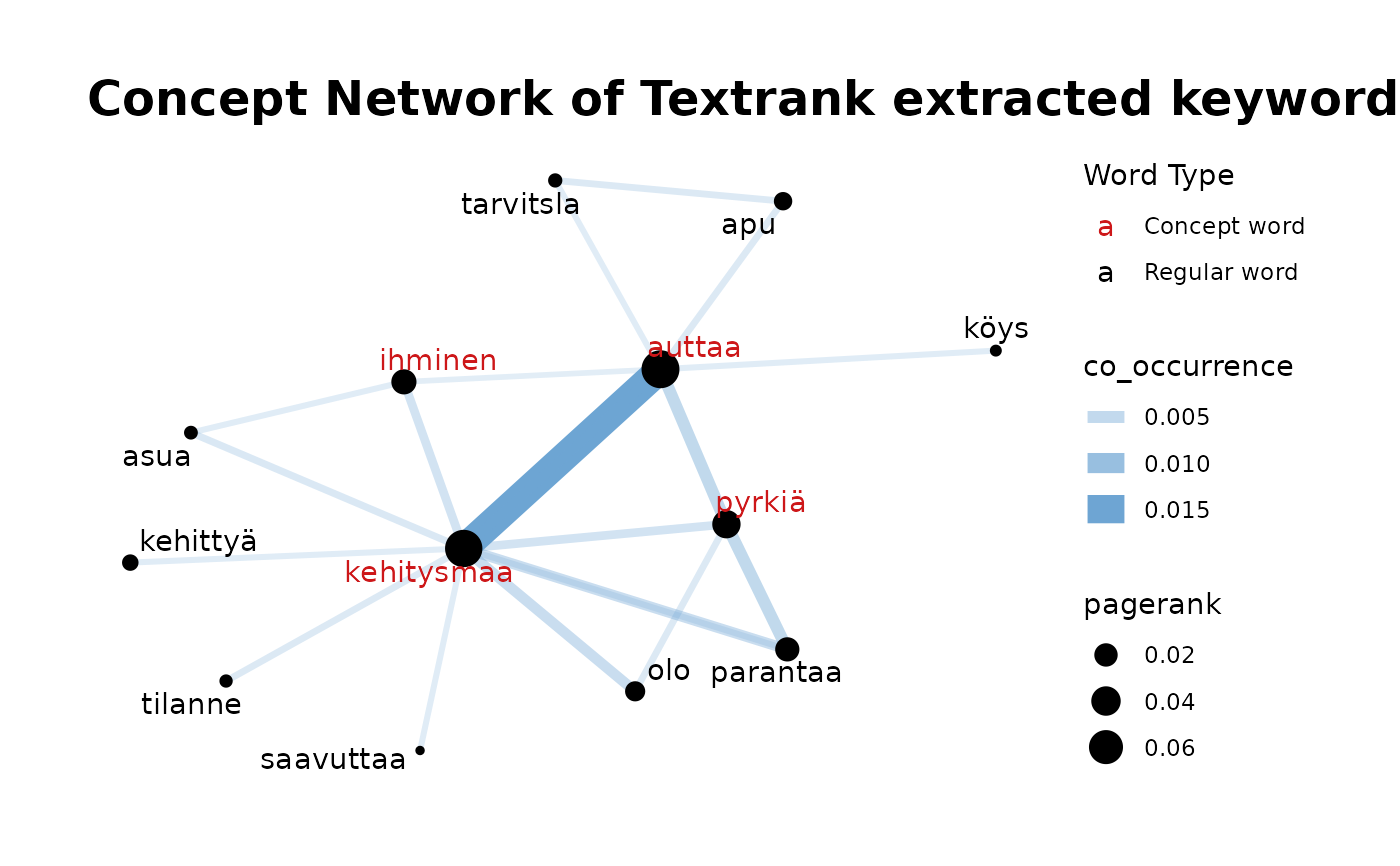 Concept Network of Textrank extracted keyword
tarvitsla
apu
köys
auttaa
ihminen
asua
pyrkiä
kehittyä
kehitysmaa
olo
parantaa
tilanne
saavuttaa
Word Type
a Concept word
a Regular word
co_occurrence
0.005
0.010
0.015
pagerank
0.02
0.04
0.06